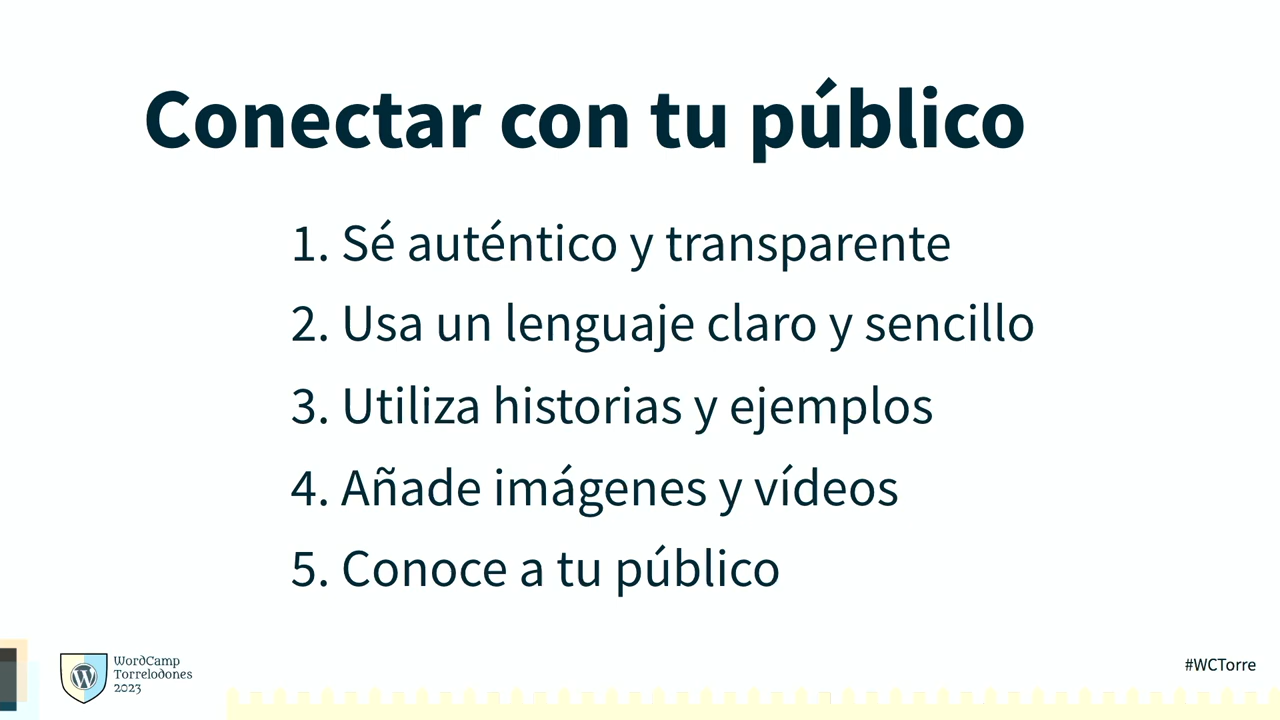 Conectar con tu público
1. Sé auténtico y transparente
2. Usa un lenguaje claro y sencillo
3. Utiliza historias y ejemplos
4. Añade imágenes y vídeos
5. Conoce a tu público
WordCamp
Torrelodones
2023
#WCTorre